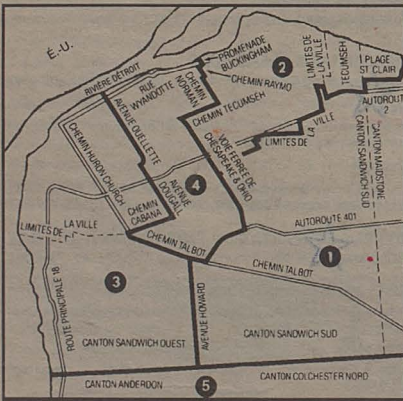 É.-U.
RIVIÈRE DÉTROIT
PROMENADE
BUCKINGHAM
CHEMIN RAYMO
2
LIMITES DE
LA VILLE
TECUMSEH
PLAGE
ST CLAIR
RUE
WYANDOTTE
CHEMIN
NORMAN
CHEMIN TECUMSEH
AUTOROUTE
2
AVENUE OUELLETTE
CHEMIN HURON CHURCH
VOIE FERRÉE DE
CHESAPEAKE & OHIO
LIMITES DE
LA VILLE
CANTON SANDWICH SUD
CANTON MAIDSTONE
4
AVENUE
DOUGALL
CHEMIN
CABANA
LIMITES DE
LA VILLE
AUTOROUTE 401
CHEMIN TALBOT
1
3
CHEMIN TALBOT
ROUTE PRINCIPALE 18
AVENUE HOWARD
CANTON SANDWICH OUEST
CANTON SANDWICH SUD
CANTON ANDERDON
5
CANTON COLCHESTER NORD